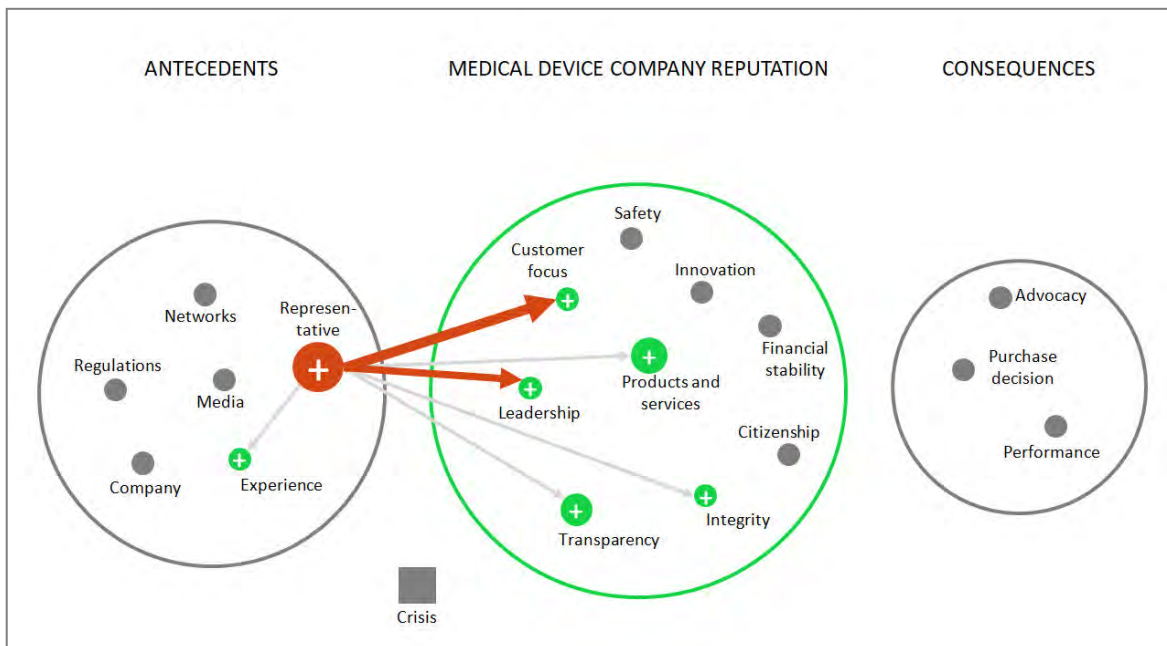 ANTECEDENTS
MEDICAL DEVICE COMPANY REPUTATION
CONSEQUENCES
Networks
Represen-
tative
Regulations
Media
Company
Experience
Safety
Customer
focus
Innovation
Financial
stability
Products and
services
Leadership
Citizenship
Integrity
Transparency
Advocacy
Purchase
decision
Performance
Crisis